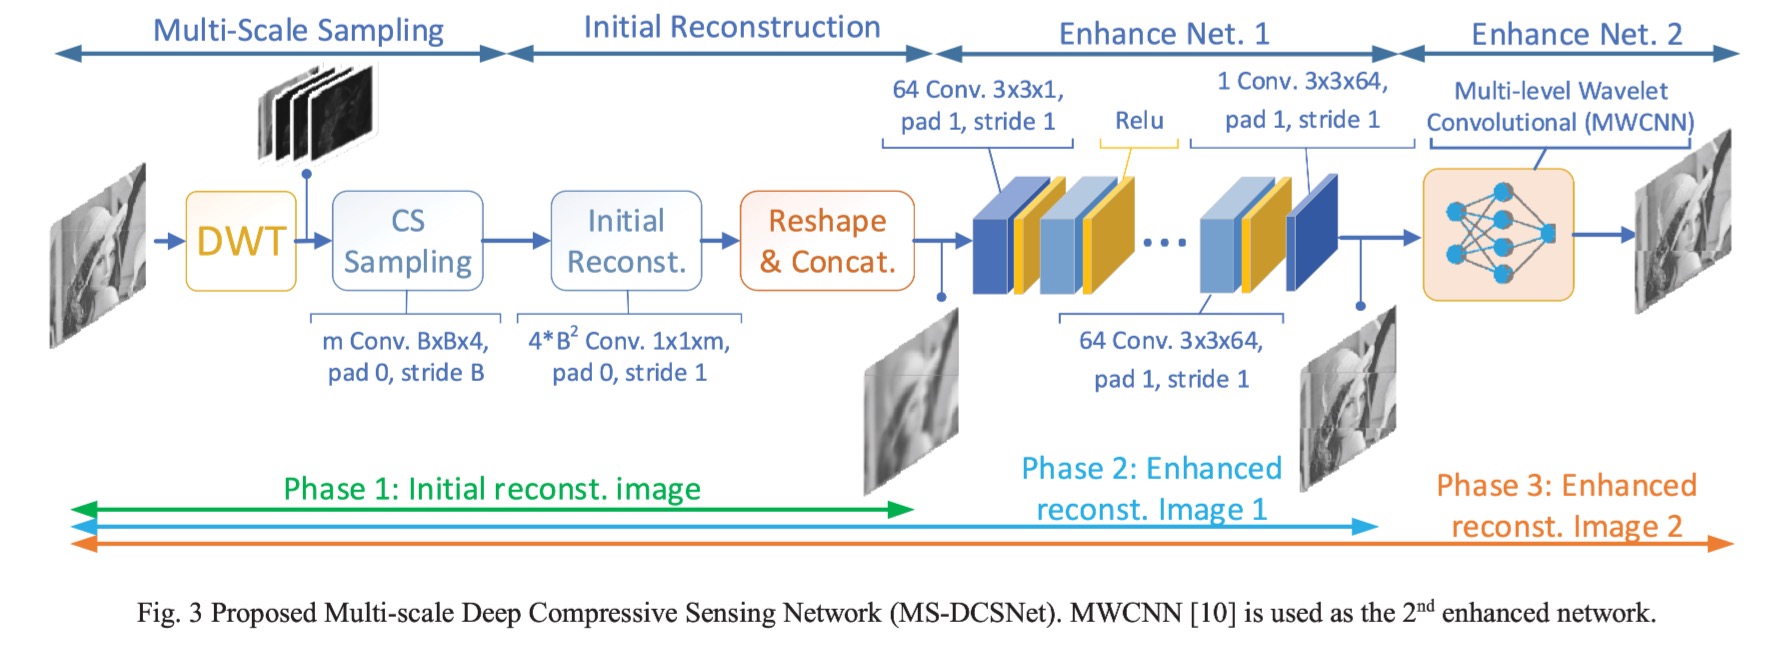 Multi-Scale Sampling
Initial Reconstruction
Enhance Net. 1
Enhance Net. 2
64 Conv. 3x3x1,
pad 1, stride 1
Relu
1 Conv. 3x3x64,
pad 1, stride 1
Multi-level Wavelet
Convolutional (MWCNN)
DWT
CS
Sampling
Initial
Reconst.
Reshape
& Concat.
m Conv. BxBx4,
pad 0, stride B
4*B² Conv. 1x1xm,
pad 0, stride 1
64 Conv. 3x3x64,
pad 1, stride 1
Phase 1: Initial reconst. image
Phase 2: Enhanced
reconst. Image 1
Phase 3: Enhanced
reconst. Image 2
Fig. 3 Proposed Multi-scale Deep Compressive Sensing Network (MS-DCSNet). MWCNN [10] is used as the 2nd enhanced network.